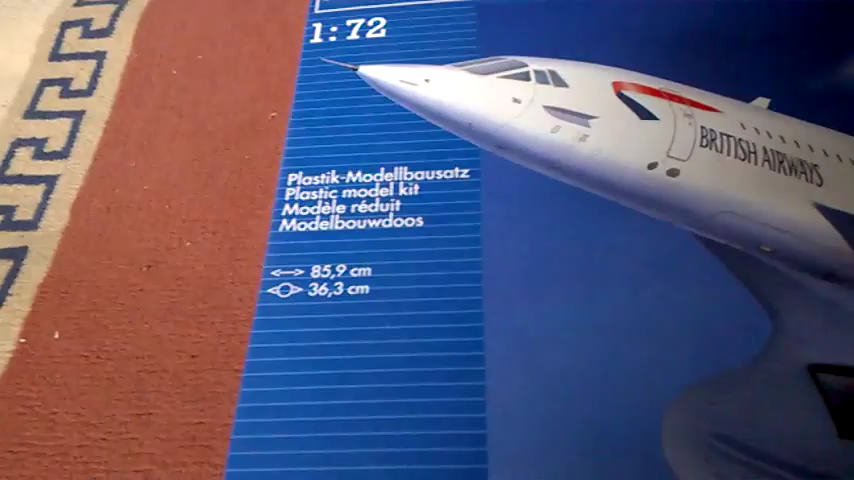 1:72
BRITISH AIRWAYS
Plastik-Modellbausatz
Plastic model kit
Modèle réduit
Modelbouwdoos
85,9 cm
36,3 cm